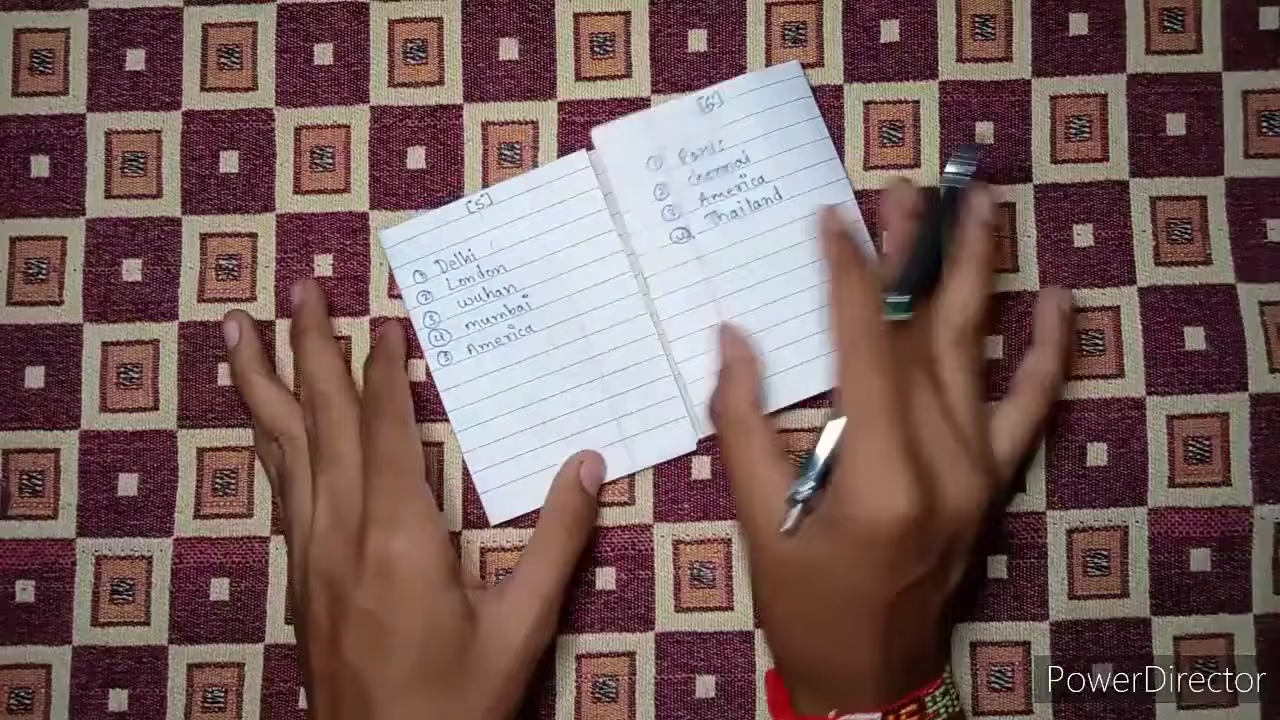 [5]
① Delhi
② London
③ wuhan
④ mumbai
⑤ America
[6]
① Paris
② chennai
③ America
④ Thailand
PowerDirector